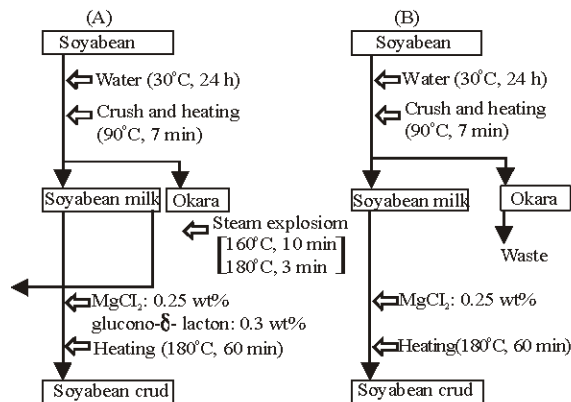 (A)
Soyabean
Water (30°C, 24 h)
Crush and heating
(90°C, 7 min)
Soyabean milk
Okara
Steam explosiom
[160°C, 10 min
180°C, 3 min]
MgCI₂: 0.25 wt%
glucono-δ- lacton: 0.3 wt%
Heating (180°C, 60 min)
Soyabean crud
(B)
Soyabean
Water (30°C, 24 h)
Crush and heating
(90°C, 7 min)
Soyabean milk
Okara
Waste
MgCI₂: 0.25 wt%
Heating(180°C, 60 min)
Soyabean crud